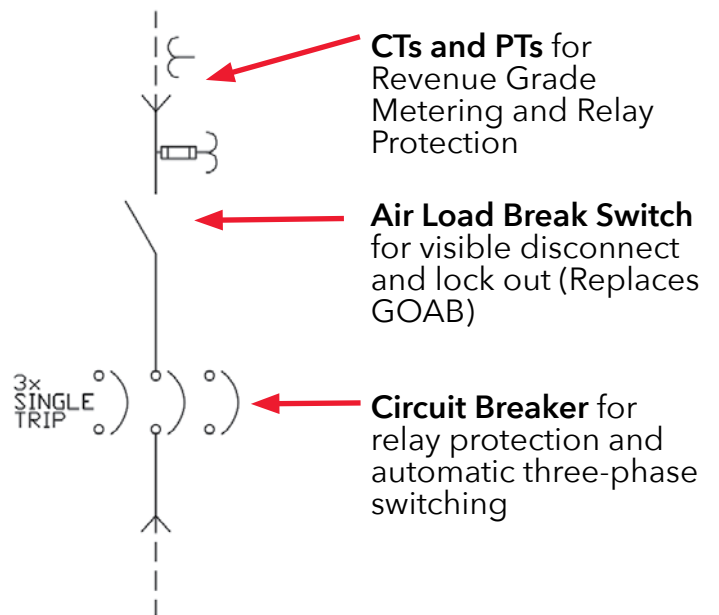 CTs and PTs for
Revenue Grade
Metering and Relay
Protection
Air Load Break Switch
for visible disconnect
and lock out (Replaces
GOAB)
3x
SINGLE
TRIP
Circuit Breaker for
relay protection and
automatic three-phase
switching